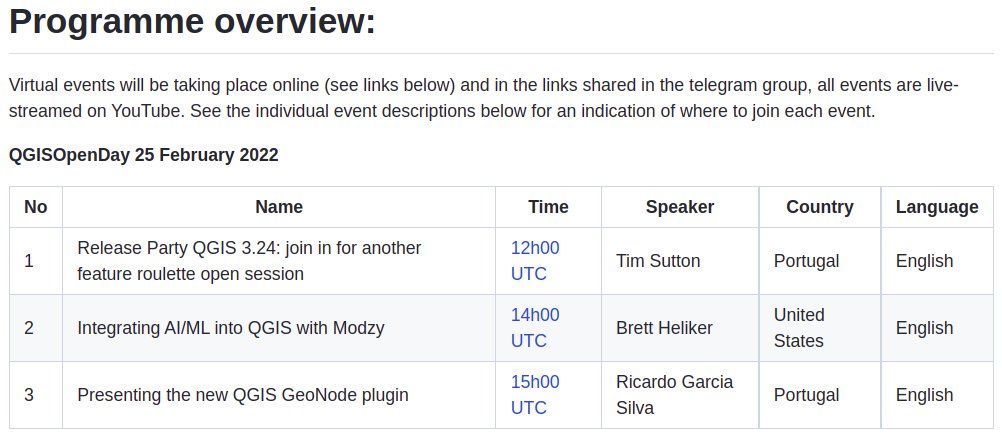 Programme overview:
Virtual events will be taking place online (see links below) and in the links shared in the telegram group, all events are live-
streamed on YouTube. See the individual event descriptions below for an indication of where to join each event.
QGISOpenDay 25 February 2022
No Name Time Speaker Country Language
1 Release Party QGIS 3.24: join in for another feature roulette open session 12h00 UTC Tim Sutton Portugal English
2 Integrating AI/ML into QGIS with Modzy 14h00 UTC Brett Heliker United States English
3 Presenting the new QGIS GeoNode plugin 15h00 UTC Ricardo Garcia Silva Portugal English